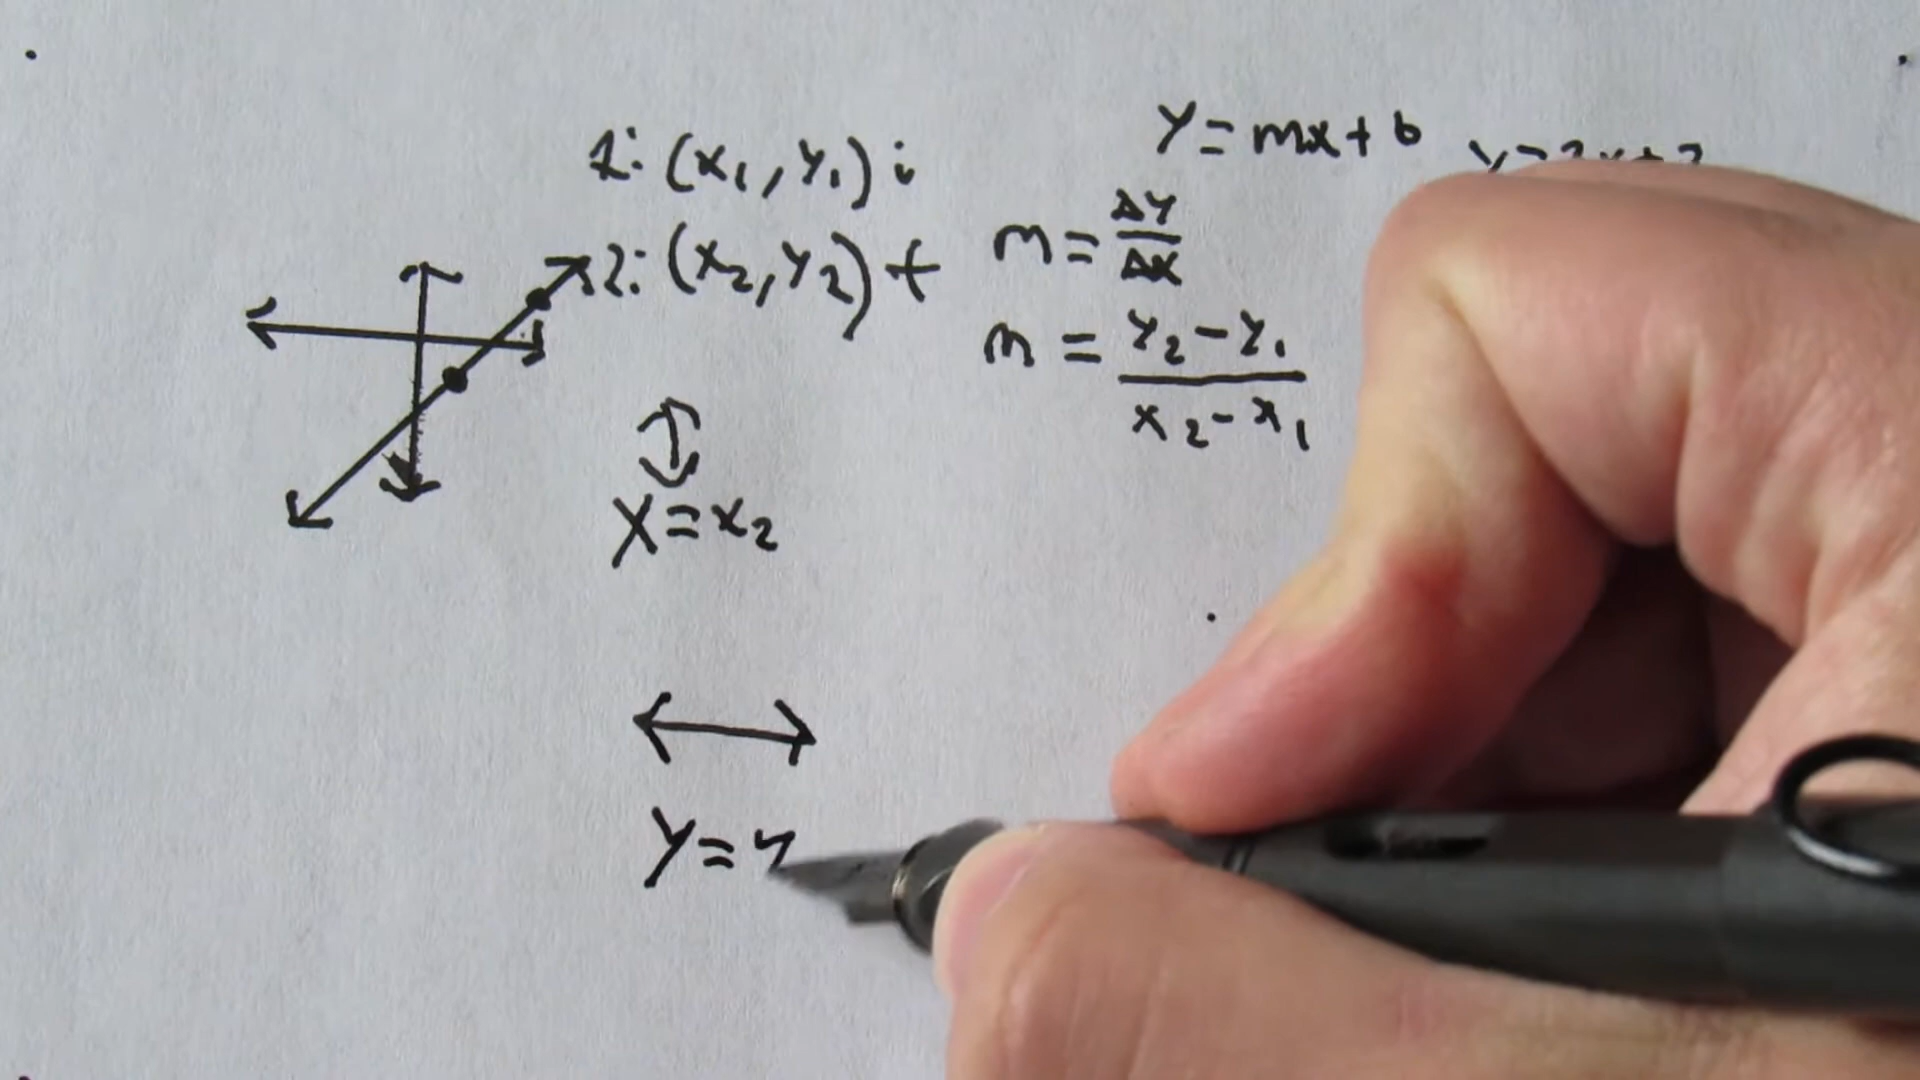 1: (x₁, y₁) i
2: (x₂, y₂) f
y = mx + b
m = Δy/Δx
m = y₂ - y₁ / x₂ - x₁
x = x₂
y = y